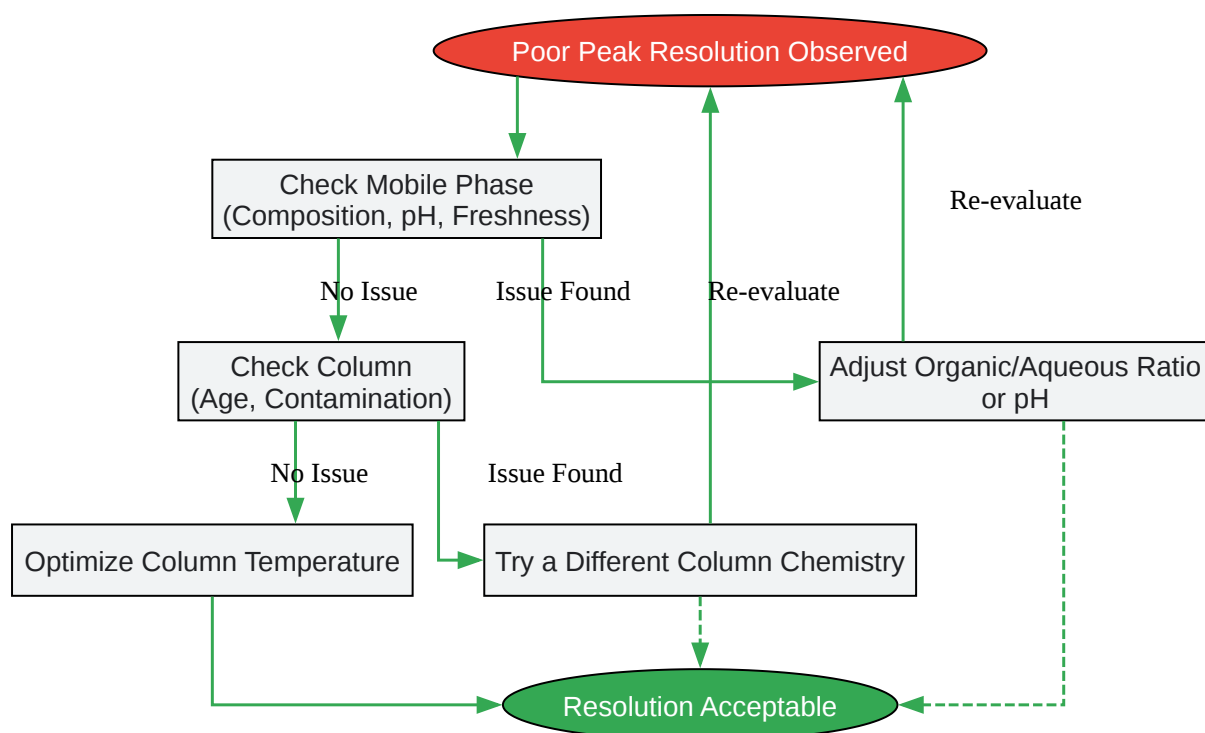 Poor Peak Resolution Observed
Check Mobile Phase
(Composition, pH, Freshness)
Re-evaluate
No Issue
Issue Found
Re-evaluate
Check Column
(Age, Contamination)
Adjust Organic/Aqueous Ratio
or pH
No Issue
Issue Found
Optimize Column Temperature
Try a Different Column Chemistry
Resolution Acceptable